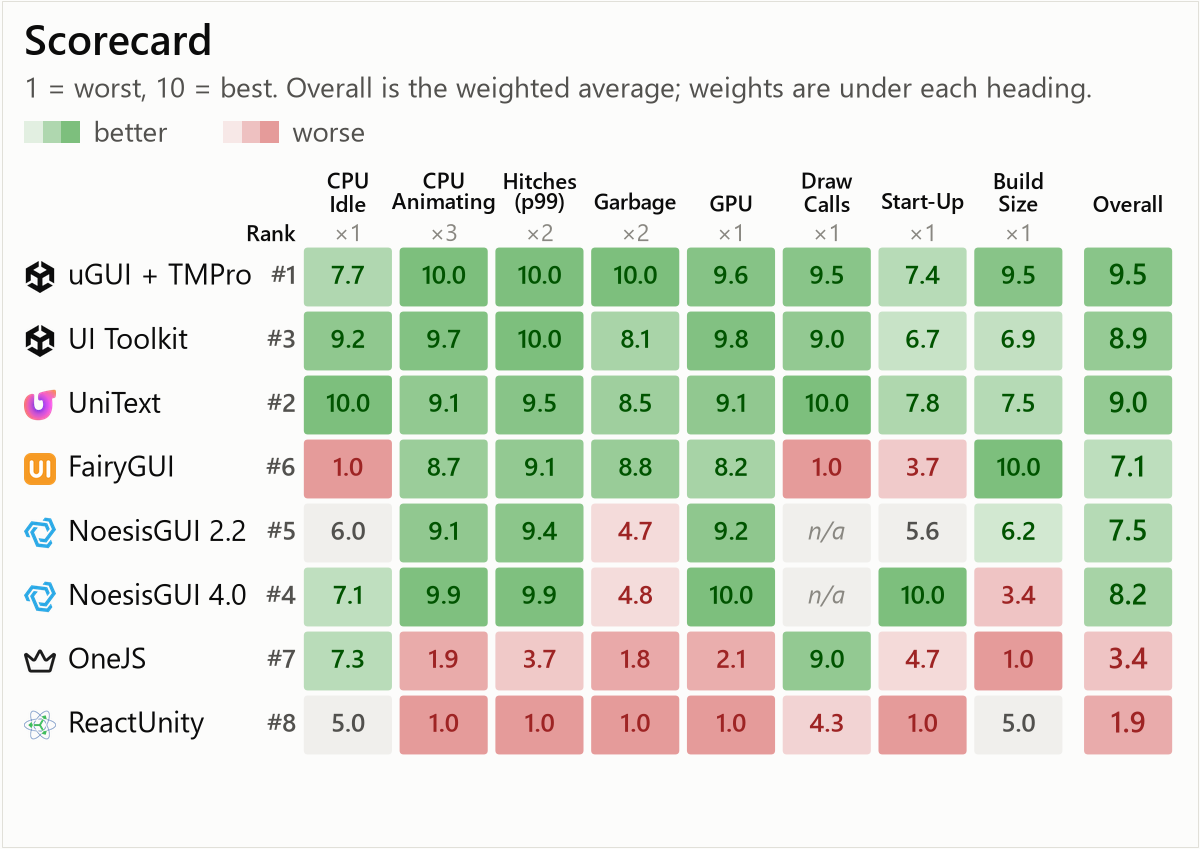 Scorecard
1 = worst, 10 = best. Overall is the weighted average; weights are under each heading.
better worse
Rank CPU Idle ×1 CPU Animating ×3 Hitches (p99) ×2 Garbage ×2 GPU ×1 Draw Calls ×1 Start-Up ×1 Build Size ×1 Overall
uGUI + TMPro #1 7.7 10.0 10.0 10.0 9.6 9.5 7.4 9.5 9.5
UI Toolkit #3 9.2 9.7 10.0 8.1 9.8 9.0 6.7 6.9 8.9
UniText #2 10.0 9.1 9.5 8.5 9.1 10.0 7.8 7.5 9.0
UI FairyGUI #6 1.0 8.7 9.1 8.8 8.2 1.0 3.7 10.0 7.1
NoesisGUI 2.2 #5 6.0 9.1 9.4 4.7 9.2 n/a 5.6 6.2 7.5
NoesisGUI 4.0 #4 7.1 9.9 9.9 4.8 10.0 n/a 10.0 3.4 8.2
OneJS #7 7.3 1.9 3.7 1.8 2.1 9.0 4.7 1.0 3.4
ReactUnity #8 5.0 1.0 1.0 1.0 1.0 4.3 1.0 5.0 1.9